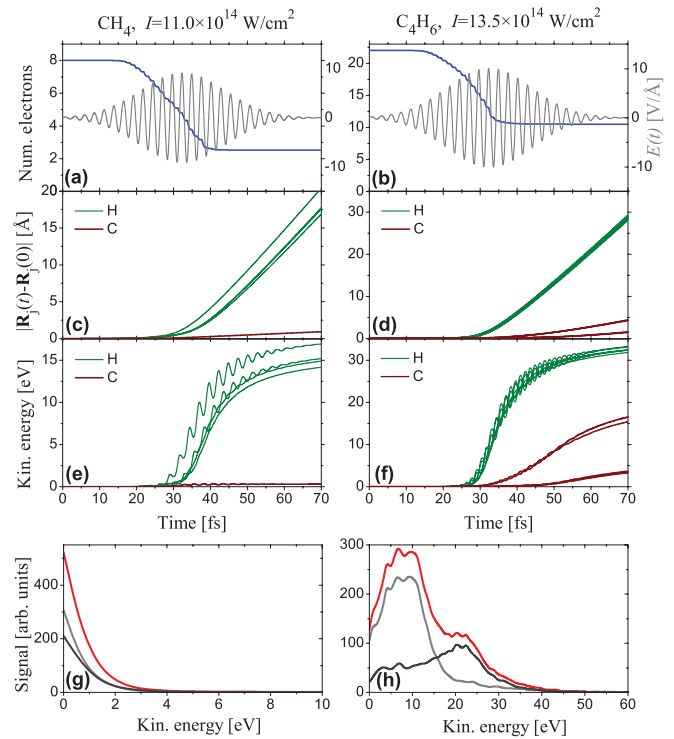 CH4, I=11.0×10^14 W/cm^2
C4H6, I=13.5×10^14 W/cm^2
Num. electrons
8
6
4
2
10
0
-10
(a)
20
15
10
5
0
10
0
-10
E(t) [V/Å]
(b)
|Rj(t)-Rj(0)| [Å]
20
15
10
5
0
H
C
(c)
30
20
10
0
H
C
(d)
Kin. energy [eV]
15
10
5
0
H
C
(e)
0 10 20 30 40 50 60 70
Time [fs]
30
20
10
0
H
C
(f)
0 10 20 30 40 50 60 70
Time [fs]
Signal [arb. units]
400
200
0
(g)
0 2 4 6 8 10
Kin. energy [eV]
300
200
100
0
(h)
0 10 20 30 40 50 60
Kin. energy [eV]